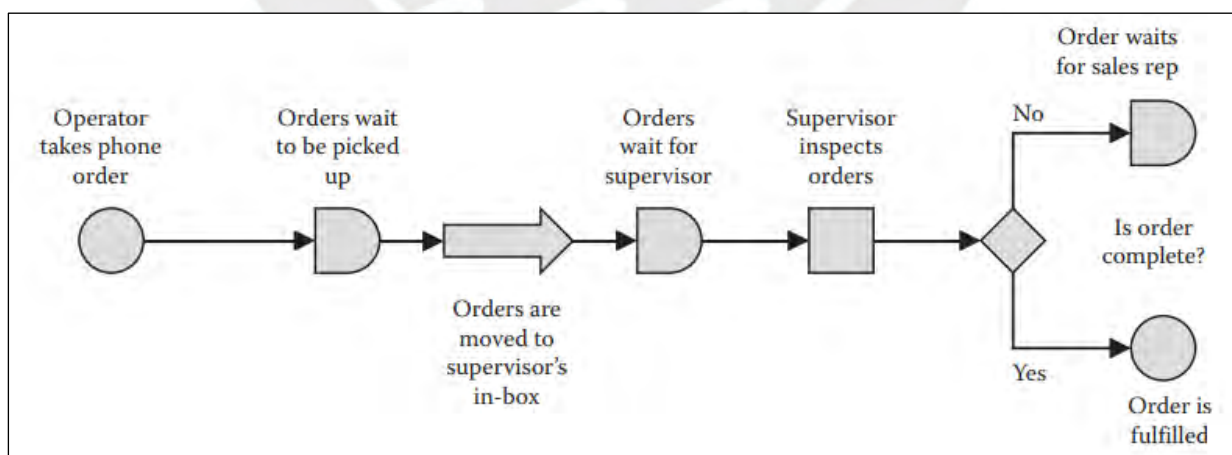 Operator
takes phone
order
Orders wait
to be picked
up
Orders are
moved to
supervisor's
in-box
Orders
wait for
supervisor
Supervisor
inspects
orders
Is order
complete?
No
Order waits
for sales rep
Yes
Order is
fulfilled